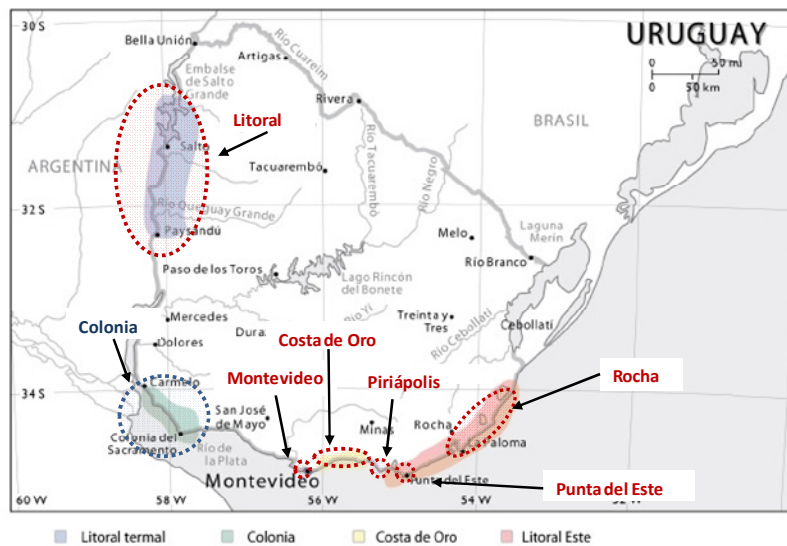 30 S
Bella Unión
Artigas
Río Cuareim
URUGUAY
0 50 mi
0 50 km
Embalse
de Salto
Grande
Rivera
BRASIL
Litoral
ARGENTINA
Salto
Tacuarembó
Río
Tacuarembó
Río Negro
32 S
Río Queguay Grande
Paysandú
Melo
Laguna
Merín
Río Branco
Paso de los Toros
Lago Rincón
del Bonete
Colonia
Mercedes
Dura
Río Yí
Treinta y
Tres
Río Cebollatí
Cebollatí
Dolores
Costa de Oro
Montevideo
Piriápolis
Rocha
34 S
Carmelo
San José
de Mayo
Minas
Rocha
La Paloma
Colonia del
Sacramento
Río de
la Plata
Montevideo
Punta del Este
Punta del Este
60 W
58 W
56 W
54 W
52 W
Litoral termal
Colonia
Costa de Oro
Litoral Este